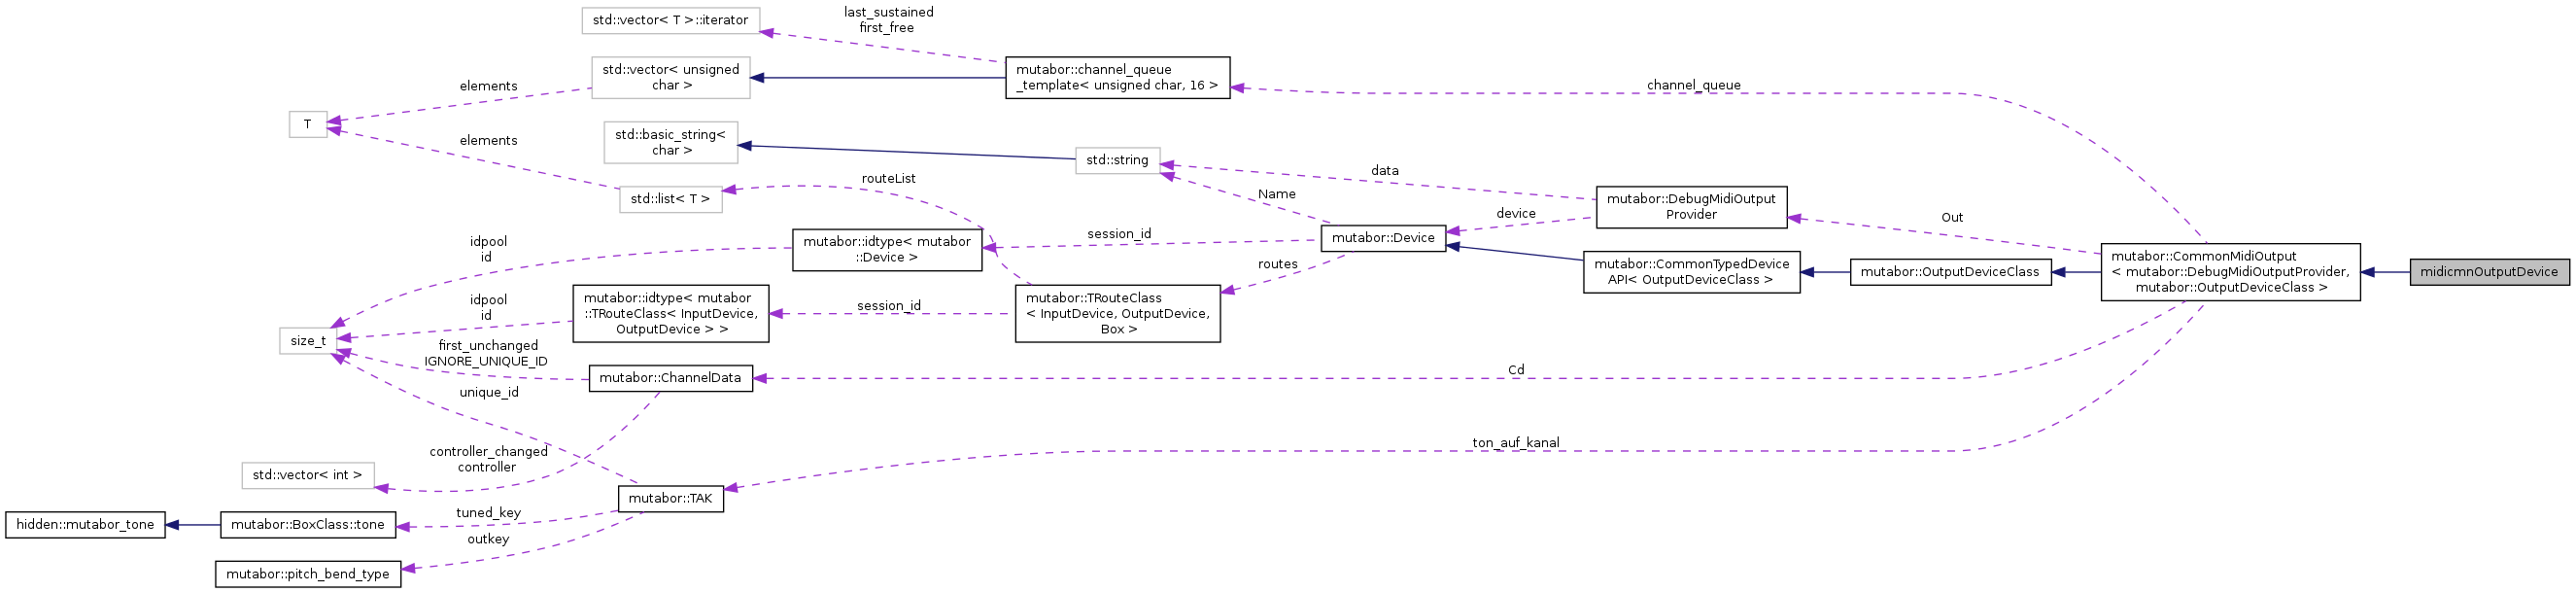 std::vector< T >::iterator
last_sustained
first_free
std::vector< unsigned
char >
mutabor::channel_queue
_template< unsigned char, 16 >
channel_queue
elements
T
std::basic_string<
char >
elements
std::string
std::list< T >
routeList
data
Name
mutabor::DebugMidiOutput
Provider
device
Out
mutabor::idtype< mutabor
::Device >
session_id
mutabor::Device
idpool
id
routes
mutabor::CommonTypedDevice
API< OutputDeviceClass >
mutabor::OutputDeviceClass
mutabor::CommonMidiOutput
< mutabor::DebugMidiOutputProvider,
mutabor::OutputDeviceClass >
midicmnOutputDevice
idpool
id
mutabor::idtype< mutabor
::TRouteClass< InputDevice,
OutputDevice > >
session_id
mutabor::TRouteClass
< InputDevice, OutputDevice,
Box >
size_t
first_unchanged
IGNORE_UNIQUE_ID
mutabor::ChannelData
Cd
unique_id
controller_changed
controller
ton_auf_kanal
std::vector< int >
mutabor::TAK
hidden::mutabor_tone
mutabor::BoxClass::tone
tuned_key
outkey
mutabor::pitch_bend_type